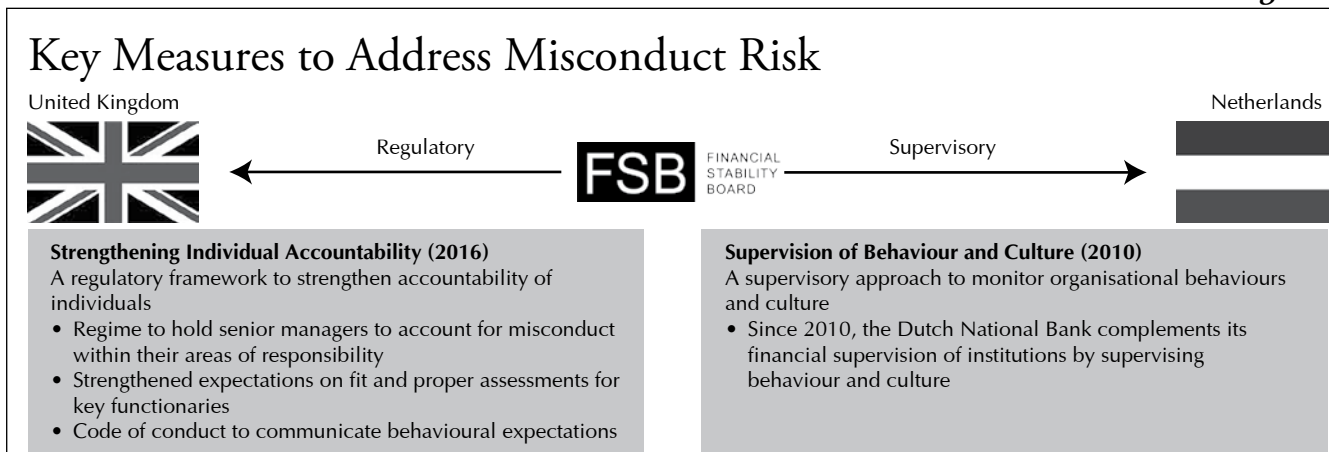 Key Measures to Address Misconduct Risk
United Kingdom
Netherlands
Regulatory
FSB
FINANCIAL
STABILITY
BOARD
Supervisory
Strengthening Individual Accountability (2016)
A regulatory framework to strengthen accountability of
individuals
• Regime to hold senior managers to account for misconduct
within their areas of responsibility
• Strengthened expectations on fit and proper assessments for
key functionaries
• Code of conduct to communicate behavioural expectations
Supervision of Behaviour and Culture (2010)
A supervisory approach to monitor organisational behaviours
and culture
• Since 2010, the Dutch National Bank complements its
financial supervision of institutions by supervising
behaviour and culture